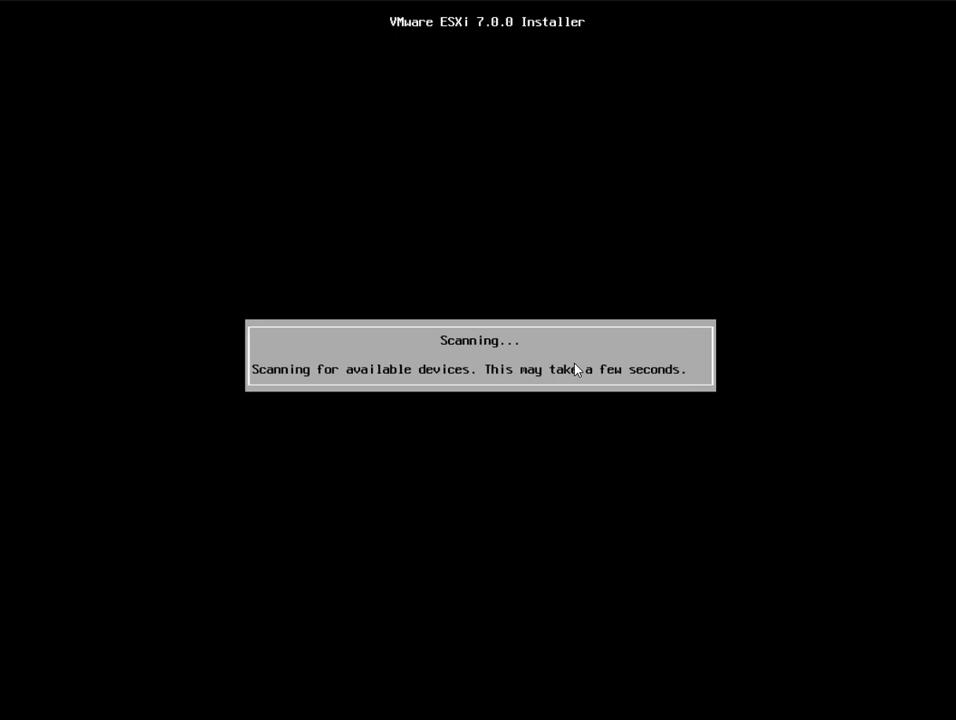 VMware ESXi 7.0.0 Installer
Scanning...
Scanning for available devices. This may take a few seconds.